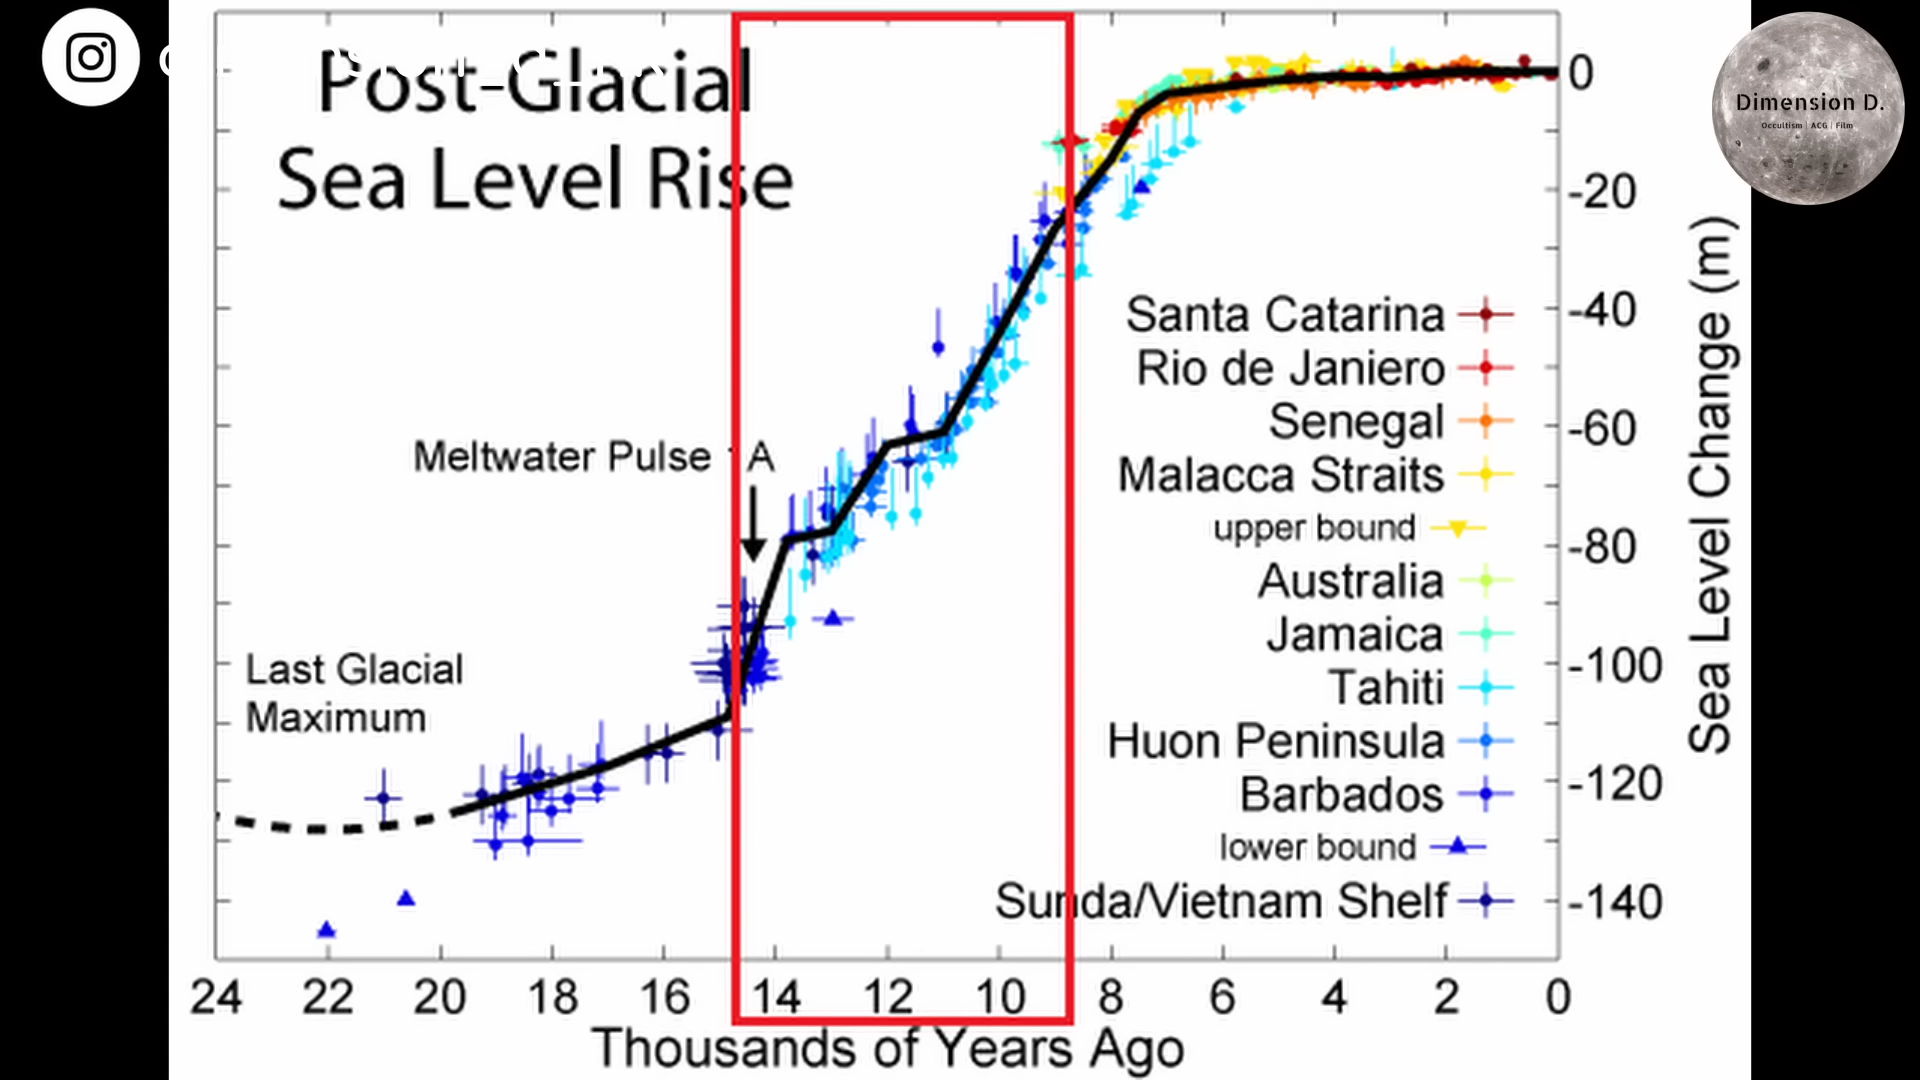 Post-Glacial
Sea Level Rise
Dimension D.
Occultism | ACG | Film
Meltwater Pulse A
Last Glacial
Maximum
Santa Catarina
Rio de Janiero
Senegal
Malacca Straits
upper bound
Australia
Jamaica
Tahiti
Huon Peninsula
Barbados
lower bound
Sunda/Vietnam Shelf
0
-20
-40
-60
-80
-100
-120
-140
Sea Level Change (m)
24 22 20 18 16 14 12 10 8 6 4 2 0
Thousands of Years Ago